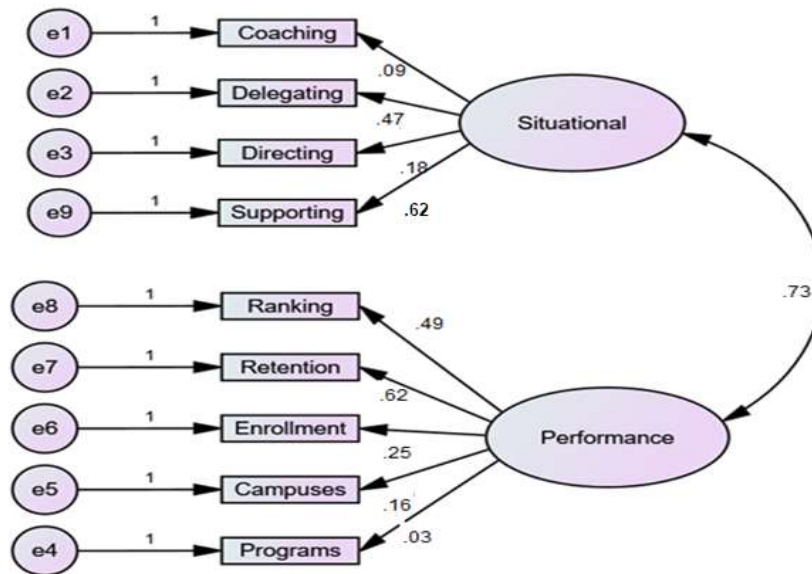 e1 1 Coaching
.09
e2 1 Delegating
Situational
.47
e3 1 Directing
.18
e9 1 Supporting
.62
.73
e8 1 Ranking
.49
e7 1 Retention
.62
e6 1 Enrollment
Performance
.25
e5 1 Campuses
.16
.03
e4 1 Programs